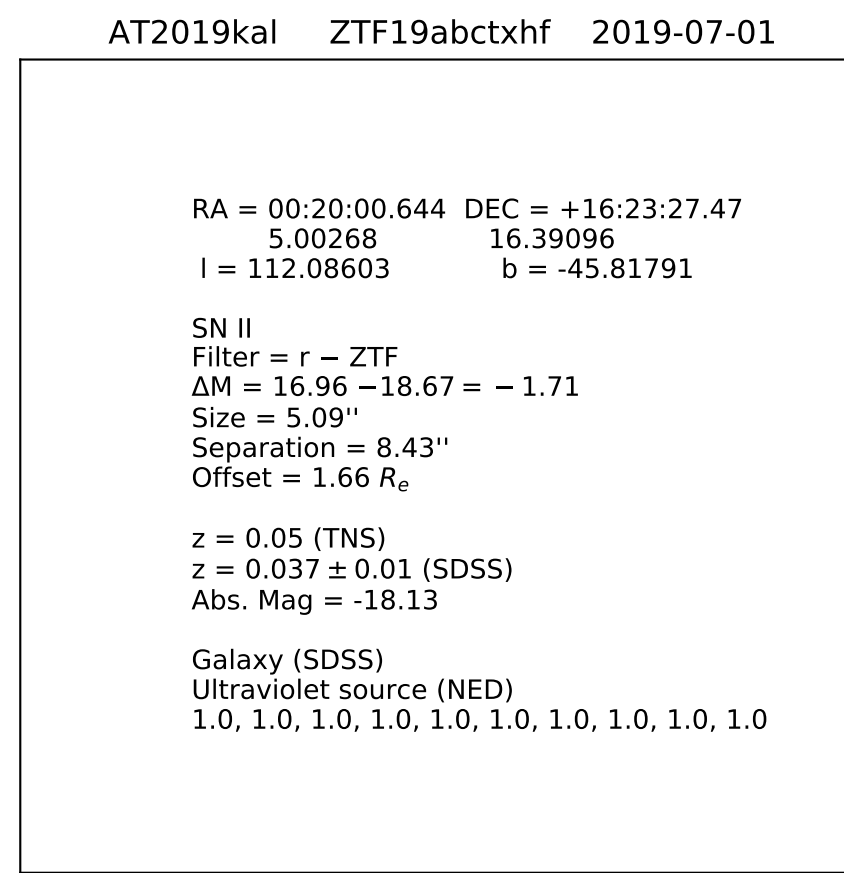 AT2019kal ZTF19abctxhf 2019-07-01
RA = 00:20:00.644 DEC = +16:23:27.47
5.00268 16.39096
l = 112.08603 b = -45.81791
SN II
Filter = r − ZTF
ΔM = 16.96 −18.67 = − 1.71
Size = 5.09''
Separation = 8.43''
Offset = 1.66 Rₑ
z = 0.05 (TNS)
z = 0.037 ± 0.01 (SDSS)
Abs. Mag = -18.13
Galaxy (SDSS)
Ultraviolet source (NED)
1.0, 1.0, 1.0, 1.0, 1.0, 1.0, 1.0, 1.0, 1.0, 1.0